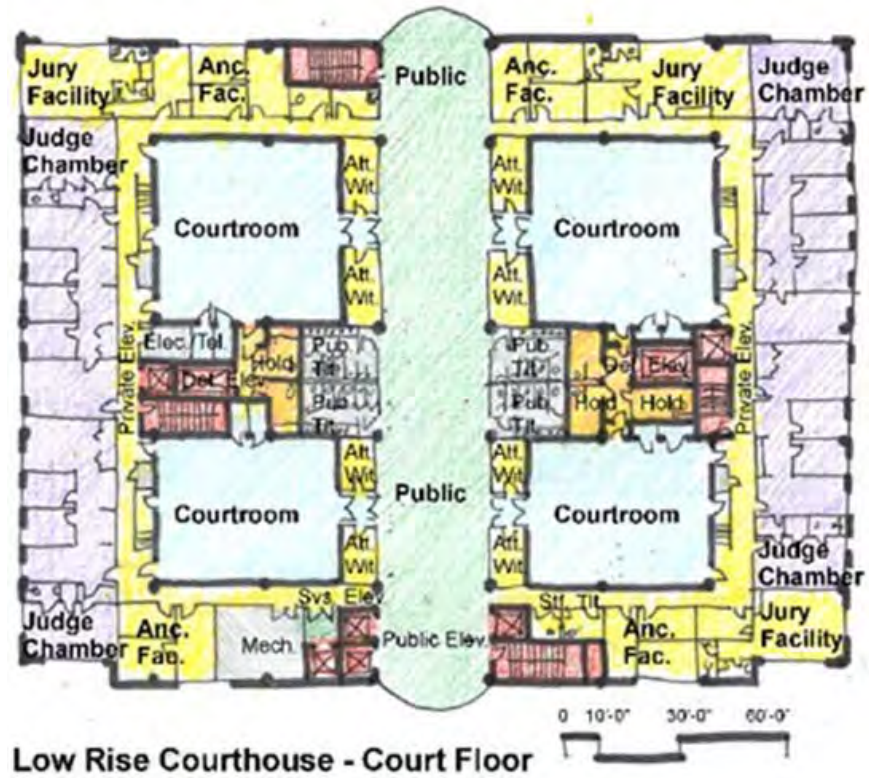 Jury
Facility
Anc.
Fac.
Public
Anc.
Fac.
Jury
Facility
Judge
Chamber
Judge
Chamber
Att.
Wit.
Att.
Wit.
Courtroom
Courtroom
Att.
Wit.
Att.
Wit.
Private Elev.
Elec./Tel.
Hold
Pub.
Tlt.
Pub.
Tlt.
Det. Elev.
Private Elev.
Det. Elev.
Pub.
Tlt.
Pub.
Tlt.
Hold
Hold
Att.
Wit.
Att.
Wit.
Courtroom
Public
Courtroom
Att.
Wit.
Att.
Wit.
Judge
Chamber
Svs. Elev.
Stf. Tlt.
Judge
Chamber
Anc.
Fac.
Mech.
Public Elev.
Anc.
Fac.
Jury
Facility
0 10'-0" 30'-0" 60'-0"
Low Rise Courthouse - Court Floor